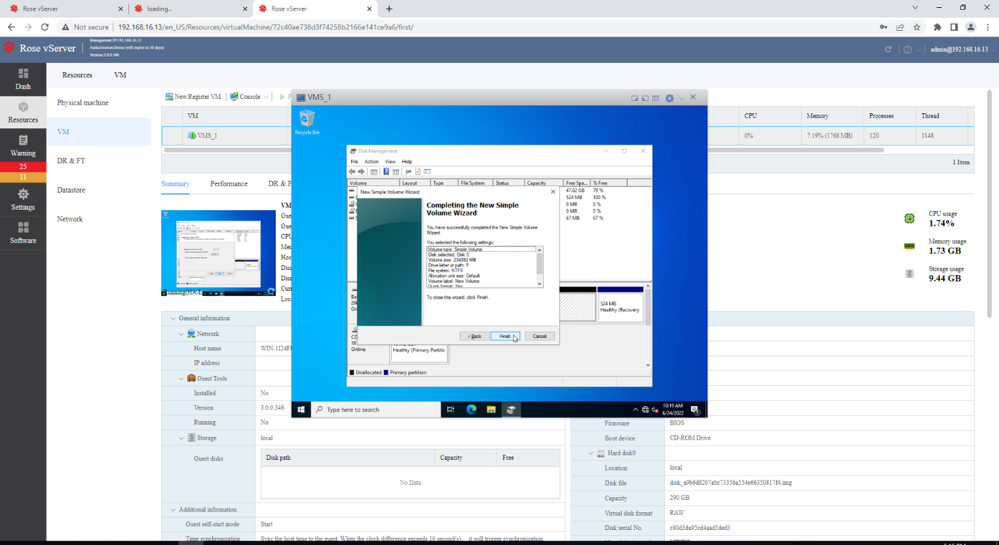 Rose vServer
loading...
Rose vServer
Not secure
192.168.16.13/en_US/Resources/virtualMachine/72c40ae738d3f74258b2166e141ce9a6/first/
Rose vServer
Management IP:192.168.16.13
Authorization:Demo (will expire in 30 days)
Version:3.0.0.346
admin@192.168.16.13
Dash
Resources
Warning
25
11
Settings
Software
Resources
VM
Physical machine
VM
DR & FT
Datastore
Network
New/Register VM
Console
VM
CPU
Memory
Processes
Thread
VMS_1
0%
7.19% (1768 MB)
120
1148
1 Item
Summary
Performance
DR & F
VM
Gue
Gue
CPU
Mem
Hos
Disa
Disa
Curr
Loca
CPU usage
1.74%
Memory usage
1.73 GB
Storage usage
9.44 GB
VMS_1
Recycle Bin
Disk Management
File Action View Help
Volume Layout Type File System Status Capacity Free Spa... % Free
47.62 GB 79 %
524 MB 100 %
0 MB 0 %
0 MB 0 %
67 MB 67 %
New Simple Volume Wizard
Completing the New Simple
Volume Wizard
You have successfully completed the New Simple Volume
Wizard.
You selected the following settings:
Volume type: Simple Volume
Disk selected: Disk 0
Volume size: 234892 MB
Drive letter or path: F:
File system: NTFS
Allocation unit size: Default
Volume label: New Volume
Quick format: Yes
To close this wizard, click Finish.
< Back
Finish
Cancel
524 MB
Healthy (Recovery
Ba
290
On
CD
18
Online
Healthy (Primary Partitic
Unallocated
Primary partition
Type here to search
10:19 AM
6/24/2022
1
General information
Network
Host name
WIN-1I24FI
IP address
Guest Tools
Installed
No
Version
3.0.0.346
Running
No
Storage
local
Guest disks
Disk path
Capacity
Free
No Data
Additional information
Guest self-start mode
Start
Time synchronization
Sync the host time to the guest. When the clock difference exceeds 10 second(s)， it will trigger synchronization
Firmware
BIOS
Boot device
CD-ROM Drive
Hard disk0
Location
local
Disk file
disk_a9b6d8207abc73356a554e66350817f4.img
Capacity
290 GB
Virtual disk format
RAW
Disk serial No.
c80d3da95cd4aad5ded3